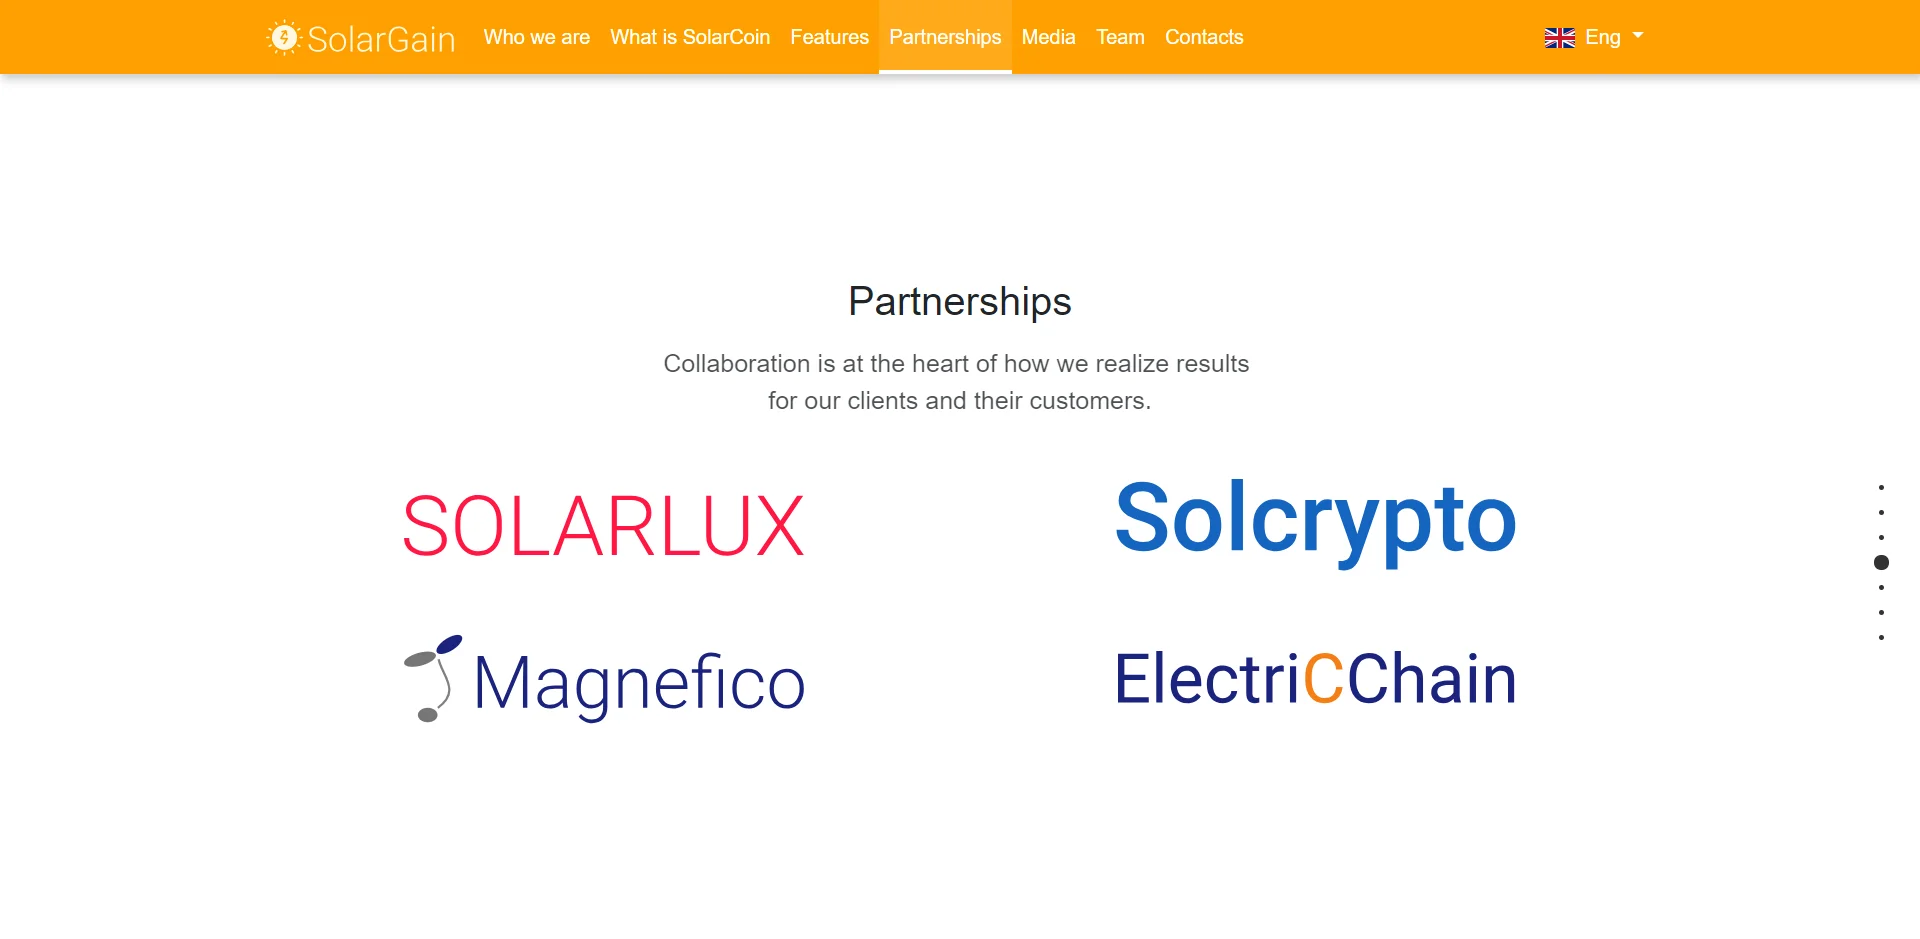 SolarGain Who we are What is SolarCoin Features Partnerships Media Team Contacts Eng
Partnerships
Collaboration is at the heart of how we realize results
for our clients and their customers.
SOLARLUX Solcrypto
Magnefico ElectriCChain